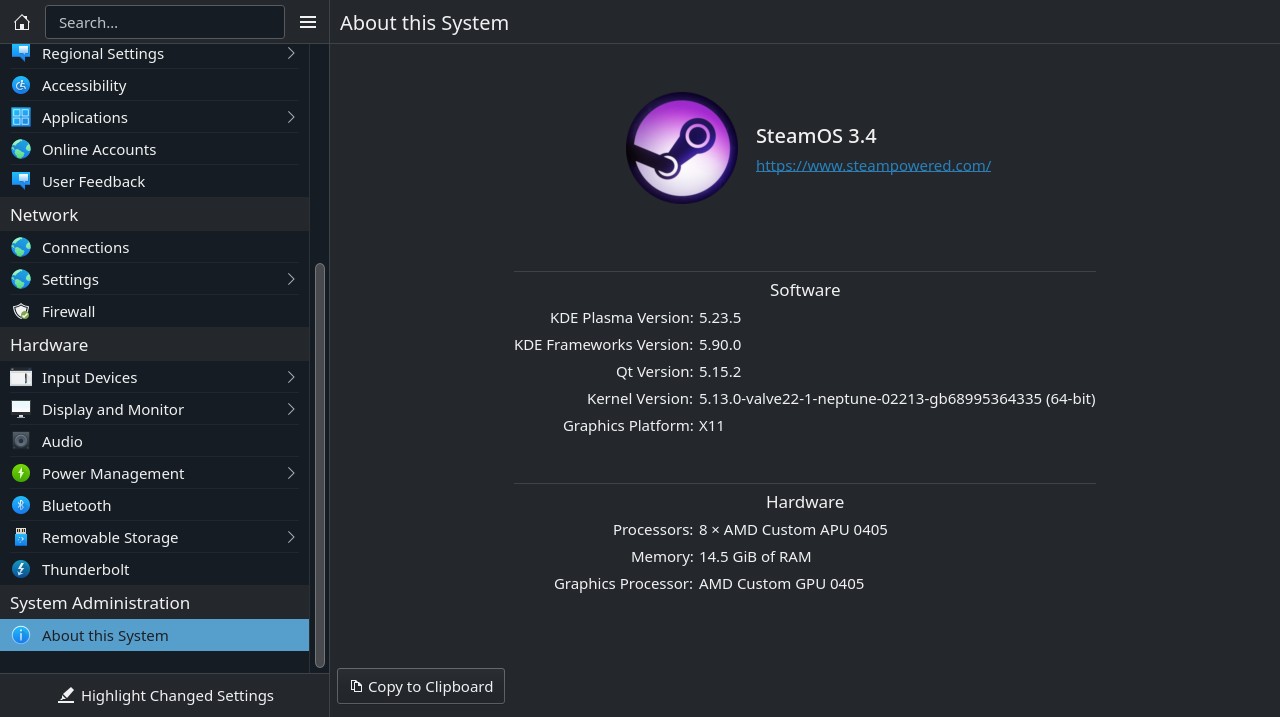 Search...
Regional Settings
Accessibility
Applications
Online Accounts
User Feedback
Network
Connections
Settings
Firewall
Hardware
Input Devices
Display and Monitor
Audio
Power Management
Bluetooth
Removable Storage
Thunderbolt
System Administration
About this System
Highlight Changed Settings
About this System
SteamOS 3.4
https://www.steampowered.com/
Software
KDE Plasma Version: 5.23.5
KDE Frameworks Version: 5.90.0
Qt Version: 5.15.2
Kernel Version: 5.13.0-valve22-1-neptune-02213-gb68995364335 (64-bit)
Graphics Platform: X11
Hardware
Processors: 8 × AMD Custom APU 0405
Memory: 14.5 GiB of RAM
Graphics Processor: AMD Custom GPU 0405
Copy to Clipboard